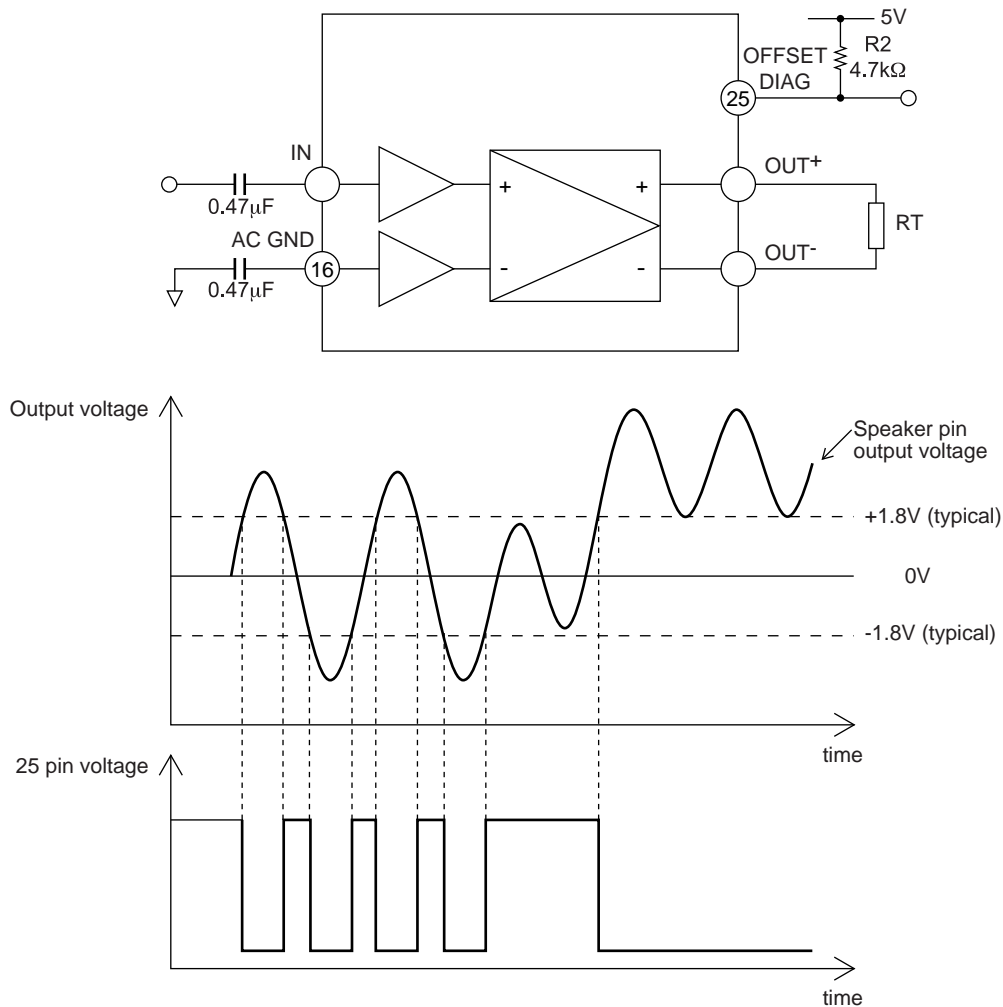 5V
R2
4.7kΩ
OFFSET
DIAG
25
IN
OUT+
0.47μF
+
+
RT
AC GND
16
OUT-
-
-
0.47μF
Output voltage
Speaker pin
output voltage
+1.8V (typical)
0V
-1.8V (typical)
time
25 pin voltage
time